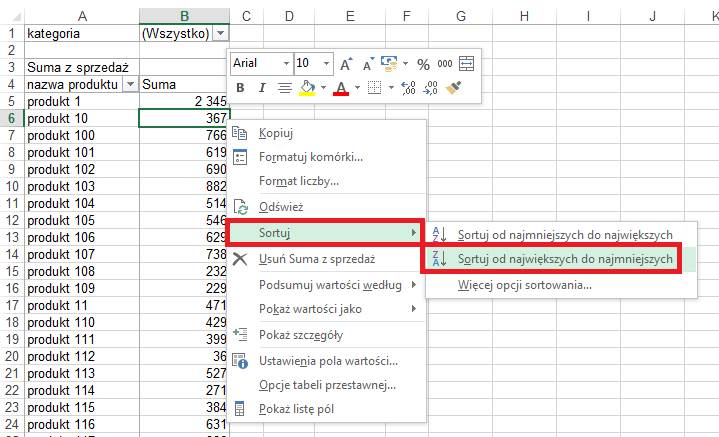 A B C D E F G H I J K
1 kategoria (Wszystko)
2
3 Suma z sprzedaż
4 nazwa produktu Suma
5 produkt 1 2 345
6 produkt 10 367
7 produkt 100 766
8 produkt 101 619
9 produkt 102 690
10 produkt 103 882
11 produkt 104 514
12 produkt 105 546
13 produkt 106 629
14 produkt 107 738
15 produkt 108 232
16 produkt 109 229
17 produkt 11 471
18 produkt 110 429
19 produkt 111 399
20 produkt 112 36
21 produkt 113 527
22 produkt 114 271
23 produkt 115 384
24 produkt 116 631
Arial 10 A A % 000
B I A ,00 ,00
Kopiuj
Formatuj komórki...
Format liczby...
Odśwież
Sortuj
Usuń Suma z sprzedaż
Podsumuj wartości według
Pokaż wartości jako
Pokaż szczegóły
Ustawienia pola wartości...
Opcje tabeli przestawnej...
Pokaż listę pól
Sortuj od najmniejszych do największych
Sortuj od największych do najmniejszych
Więcej opcji sortowania...